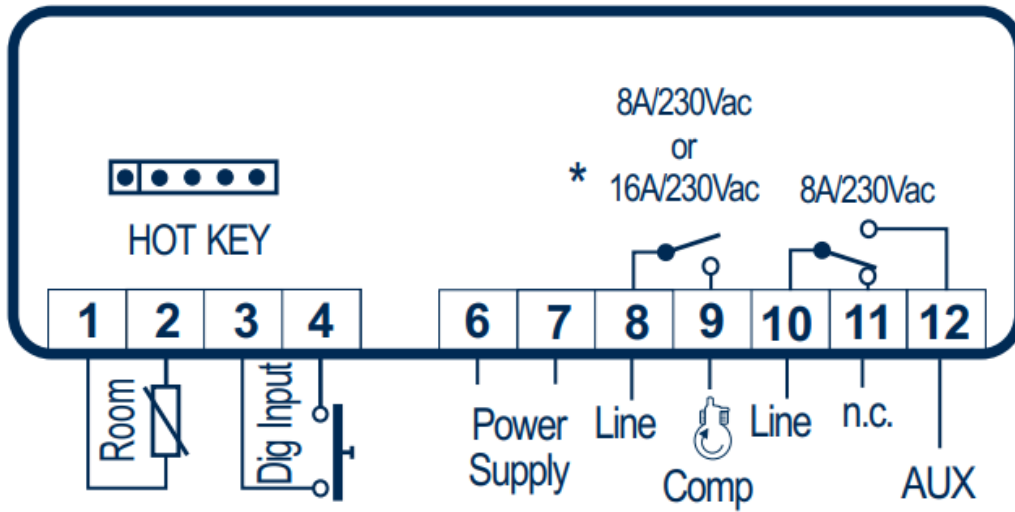 8A/230Vac
or
* 16A/230Vac
8A/230Vac
HOT KEY
1 2 3 4
6 7 8 9 10 11 12
Room
Dig Input
Power
Supply
Line
Comp
Line
n.c.
AUX